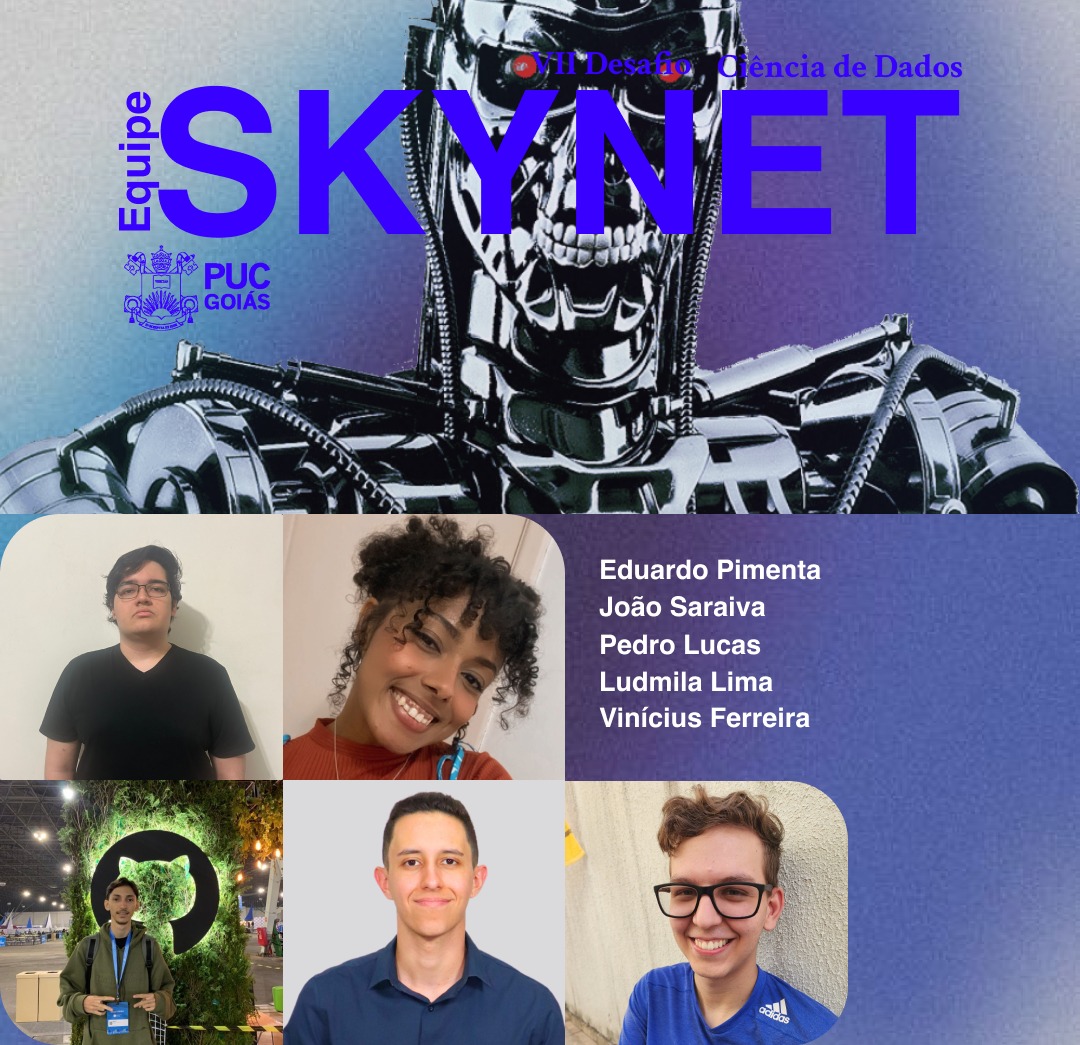 VII Desafio Ciência de Dados
Equipe
SKYNET
PUC
GOIÁS
Eduardo Pimenta
João Saraiva
Pedro Lucas
Ludmila Lima
Vinícius Ferreira
adidas